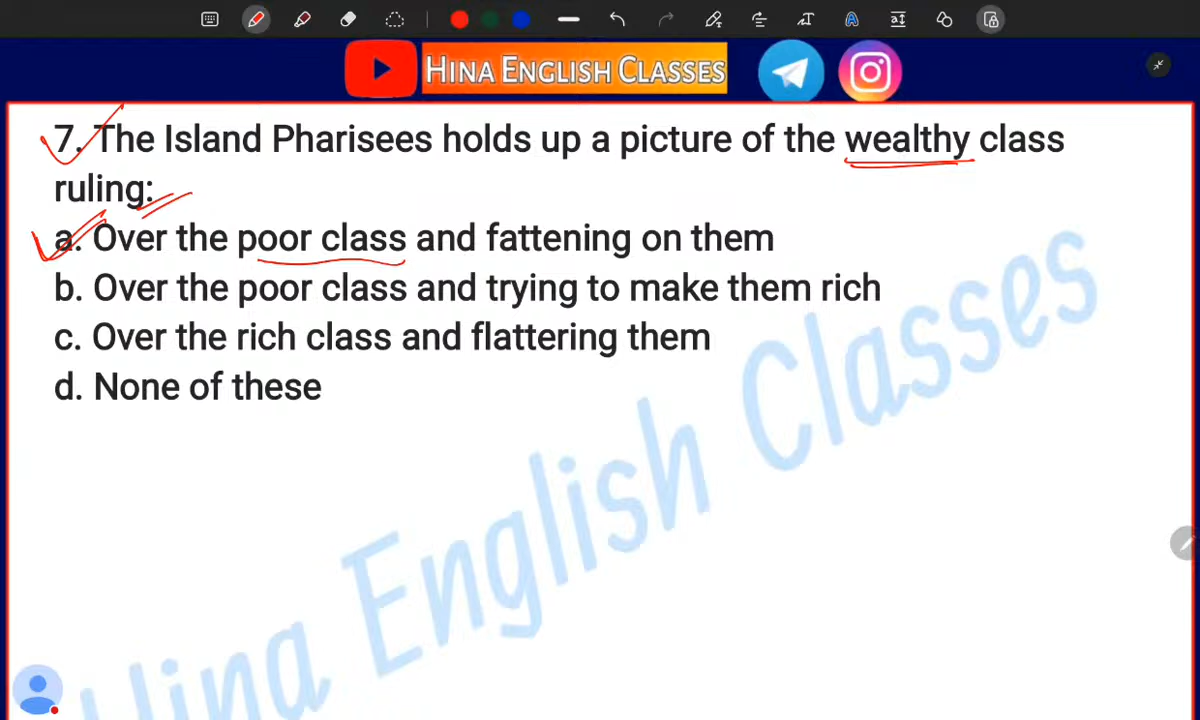 HINA ENGLISH CLASSES
7. The Island Pharisees holds up a picture of the wealthy class
ruling:
a. Over the poor class and fattening on them
b. Over the poor class and trying to make them rich
c. Over the rich class and flattering them
d. None of these
Hina English Classes